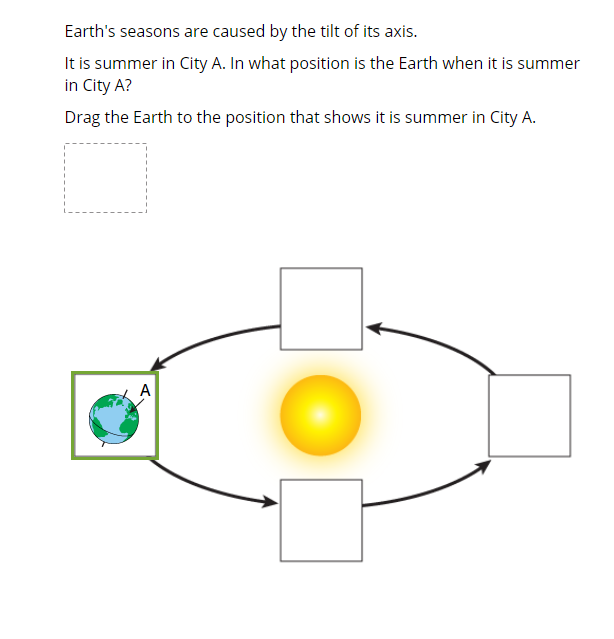 Earth's seasons are caused by the tilt of its axis.
It is summer in City A. In what position is the Earth when it is summer
in City A?
Drag the Earth to the position that shows it is summer in City A.
A